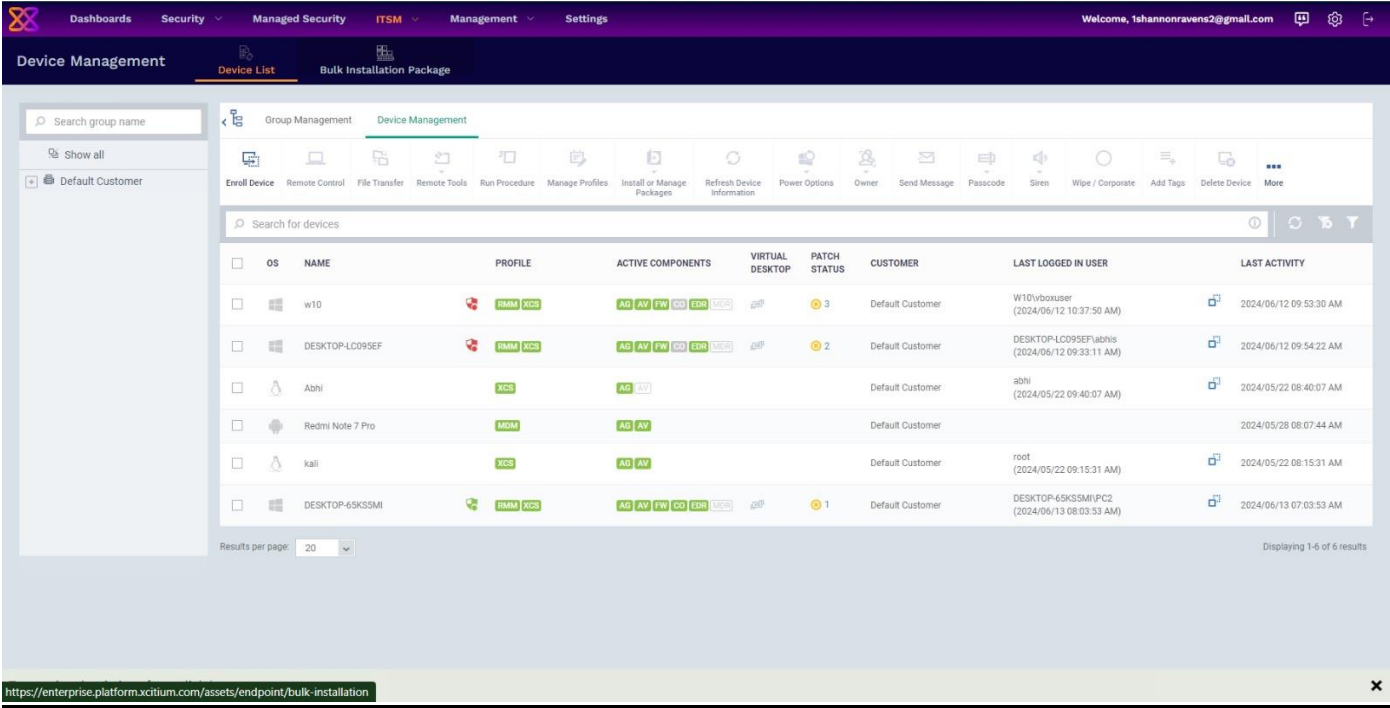 Dashboards Security Managed Security ITSM Management Settings Welcome, 1shannonravens2@gmail.com
Device Management Device List Bulk Installation Package
Search group name
Show all
Default Customer
Group Management Device Management
Enroll Device Remote Control File Transfer Remote Tools Run Procedure Manage Profiles Install or Manage Packages Refresh Device Information Power Options Owner Send Message Passcode Siren Wipe / Corporate Add Tags Delete Device More
Search for devices
OS NAME PROFILE ACTIVE COMPONENTS VIRTUAL DESKTOP PATCH STATUS CUSTOMER LAST LOGGED IN USER LAST ACTIVITY
w10 RMM XCS AG AV FW CO EDR MDR 3 Default Customer W10\vboxuser (2024/06/12 10:37:50 AM) 2024/06/12 09:53:30 AM
DESKTOP-LC095EF RMM XCS AG AV FW CO EDR MDR 2 Default Customer DESKTOP-LC095EF\abhis (2024/06/12 09:33:11 AM) 2024/06/12 09:54:22 AM
Abhi XCS AG AV Default Customer abhi (2024/05/22 09:40:07 AM) 2024/05/22 08:40:07 AM
Redmi Note 7 Pro MDM AG AV Default Customer 2024/05/28 08:07:44 AM
kali XCS AG AV Default Customer root (2024/05/22 09:15:31 AM) 2024/05/22 08:15:31 AM
DESKTOP-65KS5MI RMM XCS AG AV FW CO EDR MDR 1 Default Customer DESKTOP-65KS5MI\PC2 (2024/06/13 08:03:53 AM) 2024/06/13 07:03:53 AM
Results per page: 20 Displaying 1-6 of 6 results
https://enterprise.platform.xcitium.com/assets/endpoint/bulk-installation